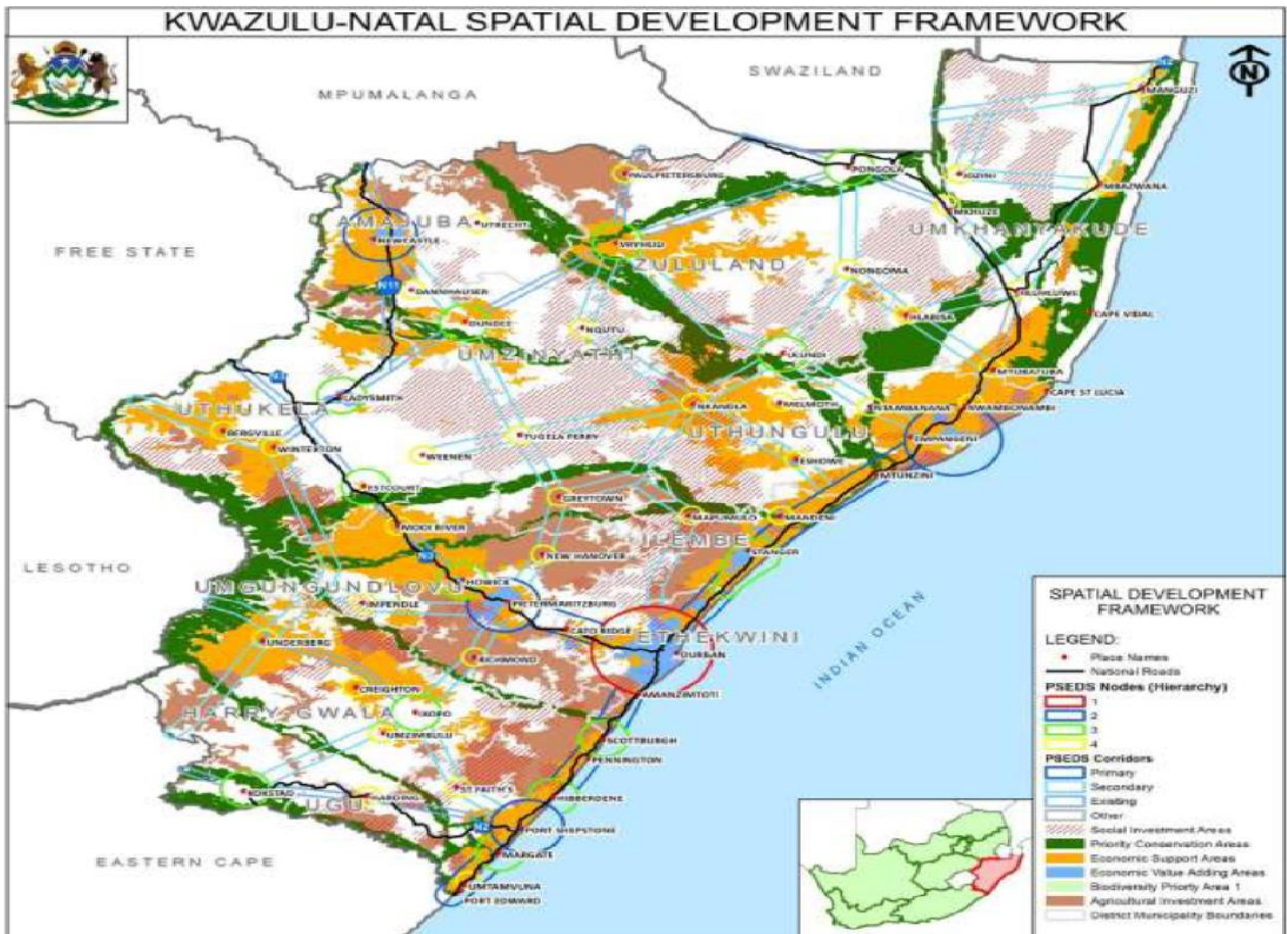 KWAZULU-NATAL SPATIAL DEVELOPMENT FRAMEWORK
SWAZILAND
MPUMALANGA
N2
MANGUZI
PAULPIETERSBURG
PONGOLA
JOZINI
MBAZWANA
MKHUZE
AMAJUBA
UTRECHT
NEWCASTLE
VRYHEID
UMKHANYAKUDE
FREE STATE
ZULULAND
NONGOMA
N11
DANNHAUSER
HLUHLUWE
DUNDEE
NQUTU
HLABISA
CAPE VIDAL
UMZINYATHI
ULUNDI
MTUBATUBA
N3
LADYSMITH
CAPE ST LUCIA
UTHUKELA
NKANDLA
MELMOTH
NTAMBANANA
KWAMBONAMBI
BERGVILLE
TUGELA FERRY
UTHUNGULU
EMPANGENI
WINTERTON
WEENEN
ESHOWE
MTUNZINI
ESTCOURT
GREYTOWN
MAPUMULO
MANDENI
MOOI RIVER
ILEMBE
STANGER
N3
NEW HANOVER
LESOTHO
UMGUNGUNDLOVU
HOWICK
IMPENDLE
PIETERMARITZBURG
CATO RIDGE
ETHEKWINI
UNDERBERG
DURBAN
RICHMOND
INDIAN OCEAN
CREIGHTON
AMANZIMTOTI
HARRY GWALA
IXOPO
UMZIMKULU
SCOTTBURGH
PENNINGTON
KOKSTAD
HARDING
ST FAITH'S
HIBBERDENE
UGU
N2
PORT SHEPSTONE
MARGATE
EASTERN CAPE
UMTAMVUNA
PORT EDWARD
N
SPATIAL DEVELOPMENT
FRAMEWORK
LEGEND:
Place Names
National Roads
PSEDS Nodes (Hierarchy)
1
2
3
4
PSEDS Corridors
Primary
Secondary
Existing
Other
Social Investment Areas
Priority Conservation Areas
Economic Support Areas
Economic Value Adding Areas
Biodiversity Priority Area 1
Agricultural Investment Areas
District Municipality Boundaries